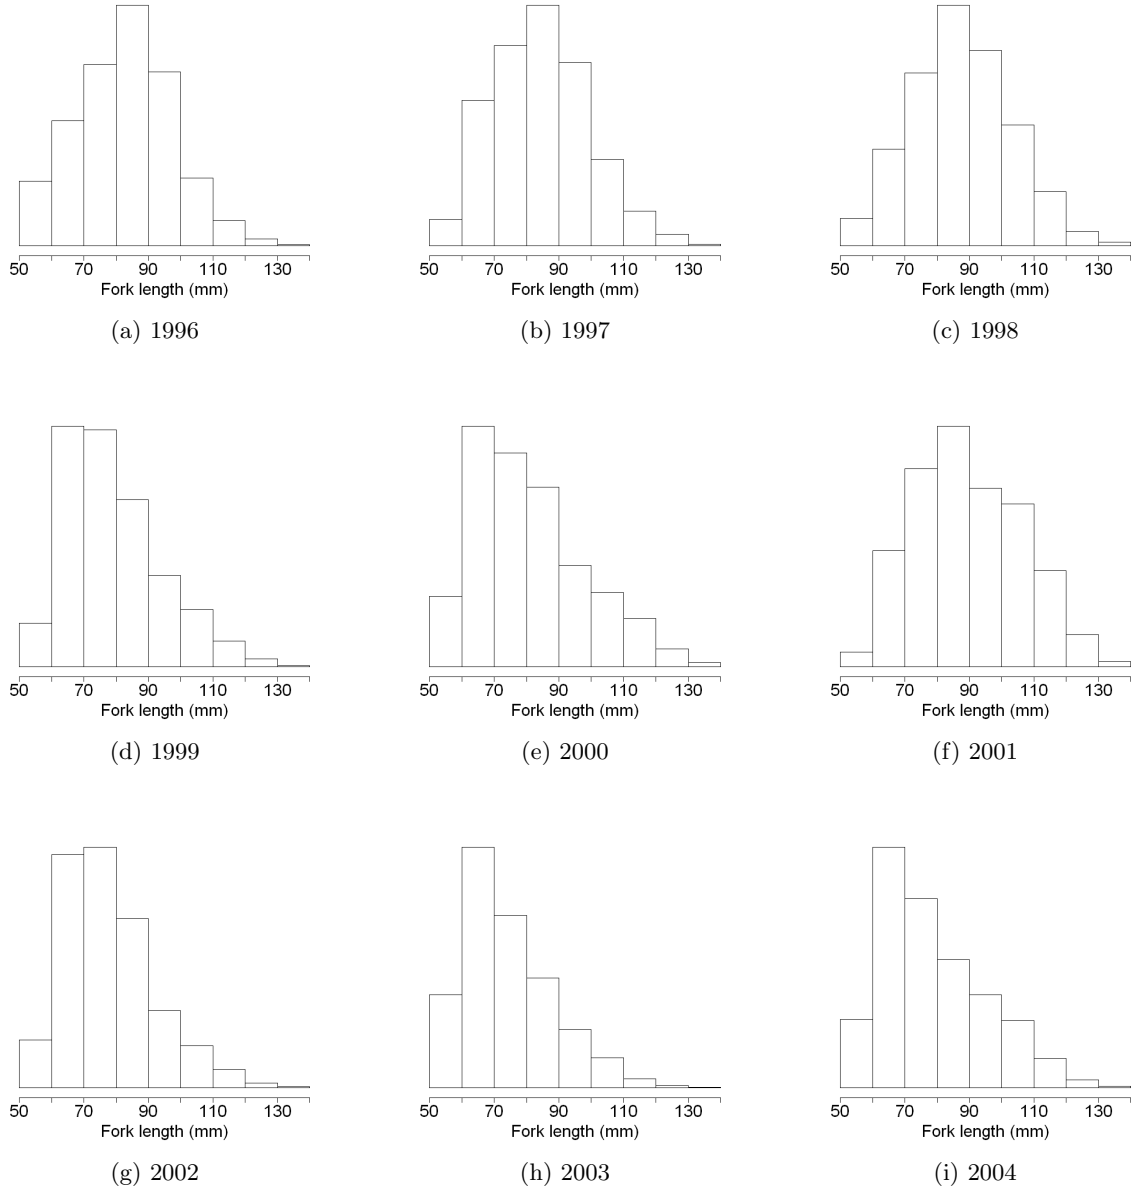 50 70 90 110 130 50 70 90 110 130 50 70 90 110 130
Fork length (mm) Fork length (mm) Fork length (mm)
(a) 1996 (b) 1997 (c) 1998
50 70 90 110 130 50 70 90 110 130 50 70 90 110 130
Fork length (mm) Fork length (mm) Fork length (mm)
(d) 1999 (e) 2000 (f) 2001
50 70 90 110 130 50 70 90 110 130 50 70 90 110 130
Fork length (mm) Fork length (mm) Fork length (mm)
(g) 2002 (h) 2003 (i) 2004